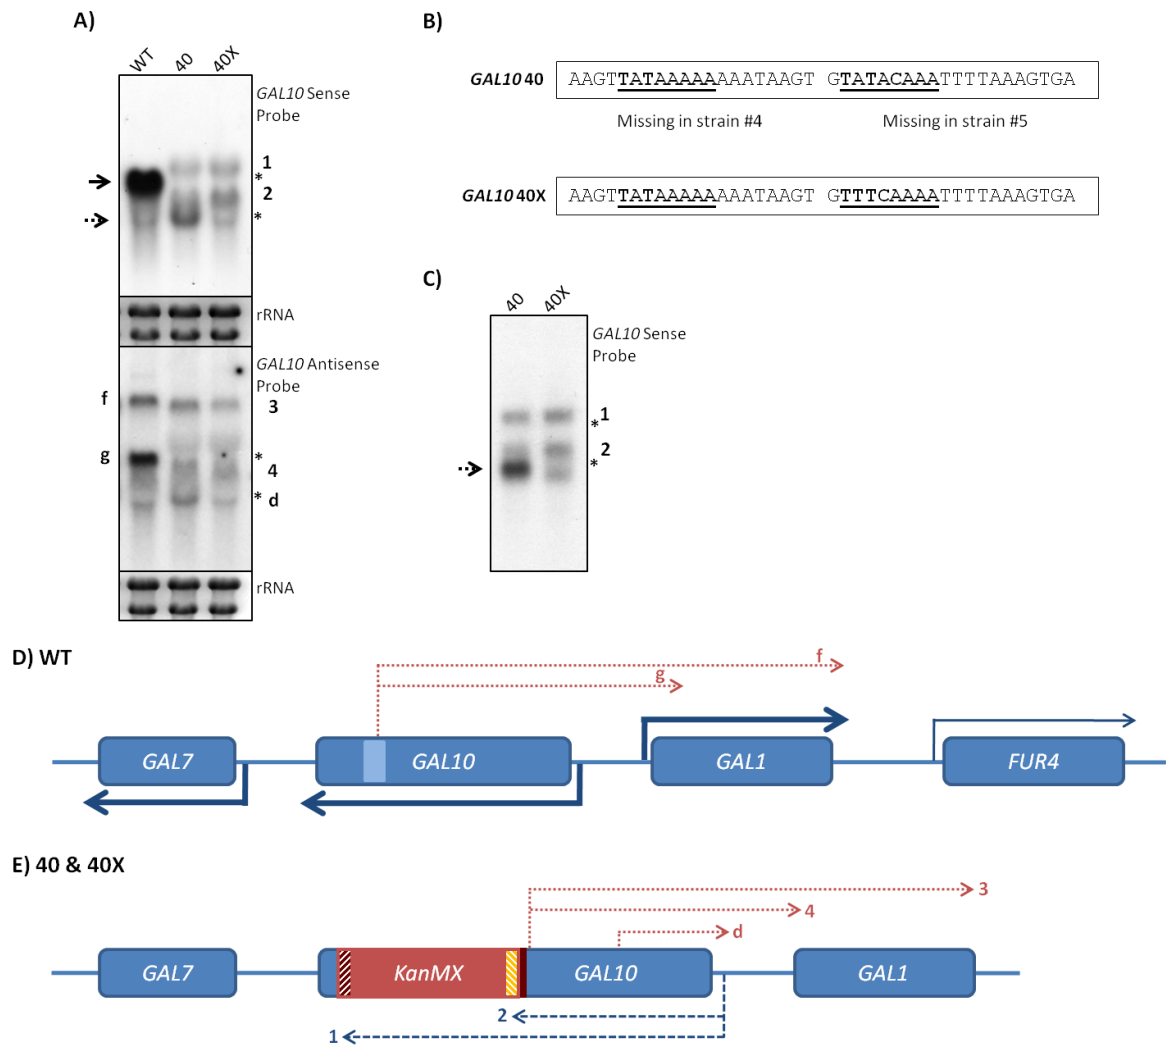 A)
WT 40 40X
GAL10 Sense
Probe
1
*
2
*
rRNA
GAL10 Antisense
Probe
f
3
g
*
4
* d
rRNA
B)
GAL10 40 AAGTTATAAAAAAAATAAGT GTATACAAATTTTAAAGTGA
Missing in strain #4 Missing in strain #5
GAL10 40X AAGTTATAAAAAAAATAAGT GTTTCAAAATTTTAAAGTGA
C)
40 40X
GAL10 Sense
Probe
1
*
2
*
D) WT
f
g
GAL7 GAL10 GAL1 FUR4
E) 40 & 40X
3
4
d
GAL7 KanMX GAL10 GAL1
2
1